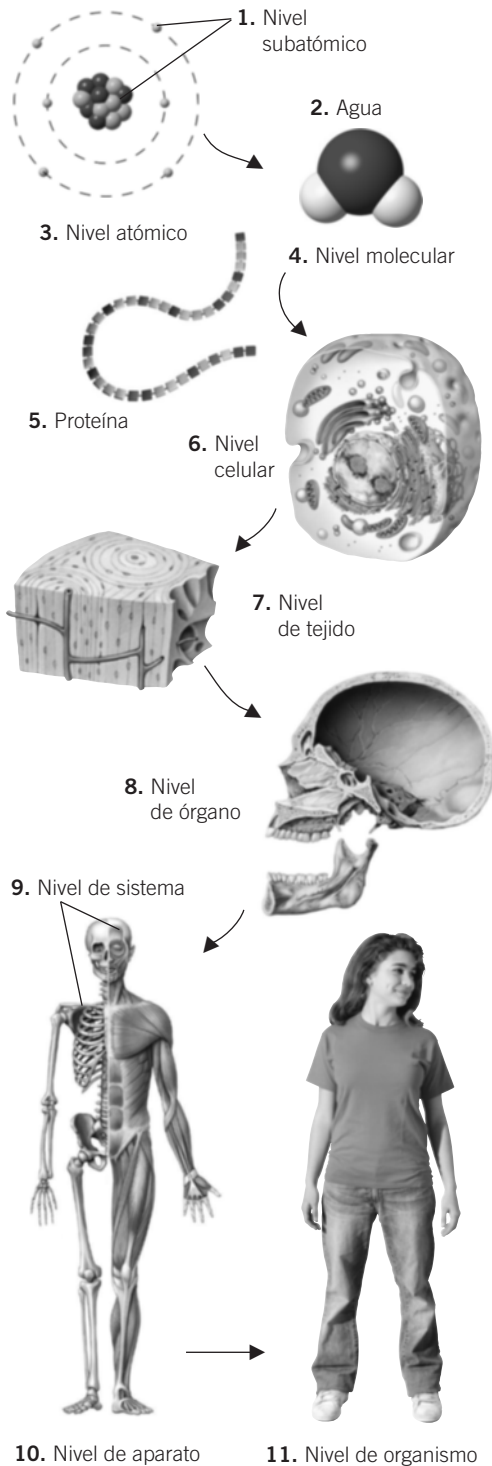 1. Nivel
subatómico
2. Agua
3. Nivel atómico
4. Nivel molecular
5. Proteína
6. Nivel
celular
7. Nivel
de tejido
8. Nivel
de órgano
9. Nivel de sistema
10. Nivel de aparato
11. Nivel de organismo